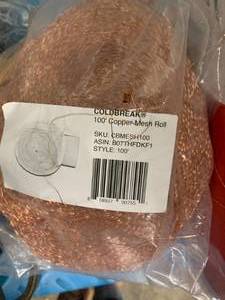 COLDBREAK®
100' Copper Mesh Roll
SKU: CBMESH100
ASIN: B07THFDKF1
STYLE: 100'